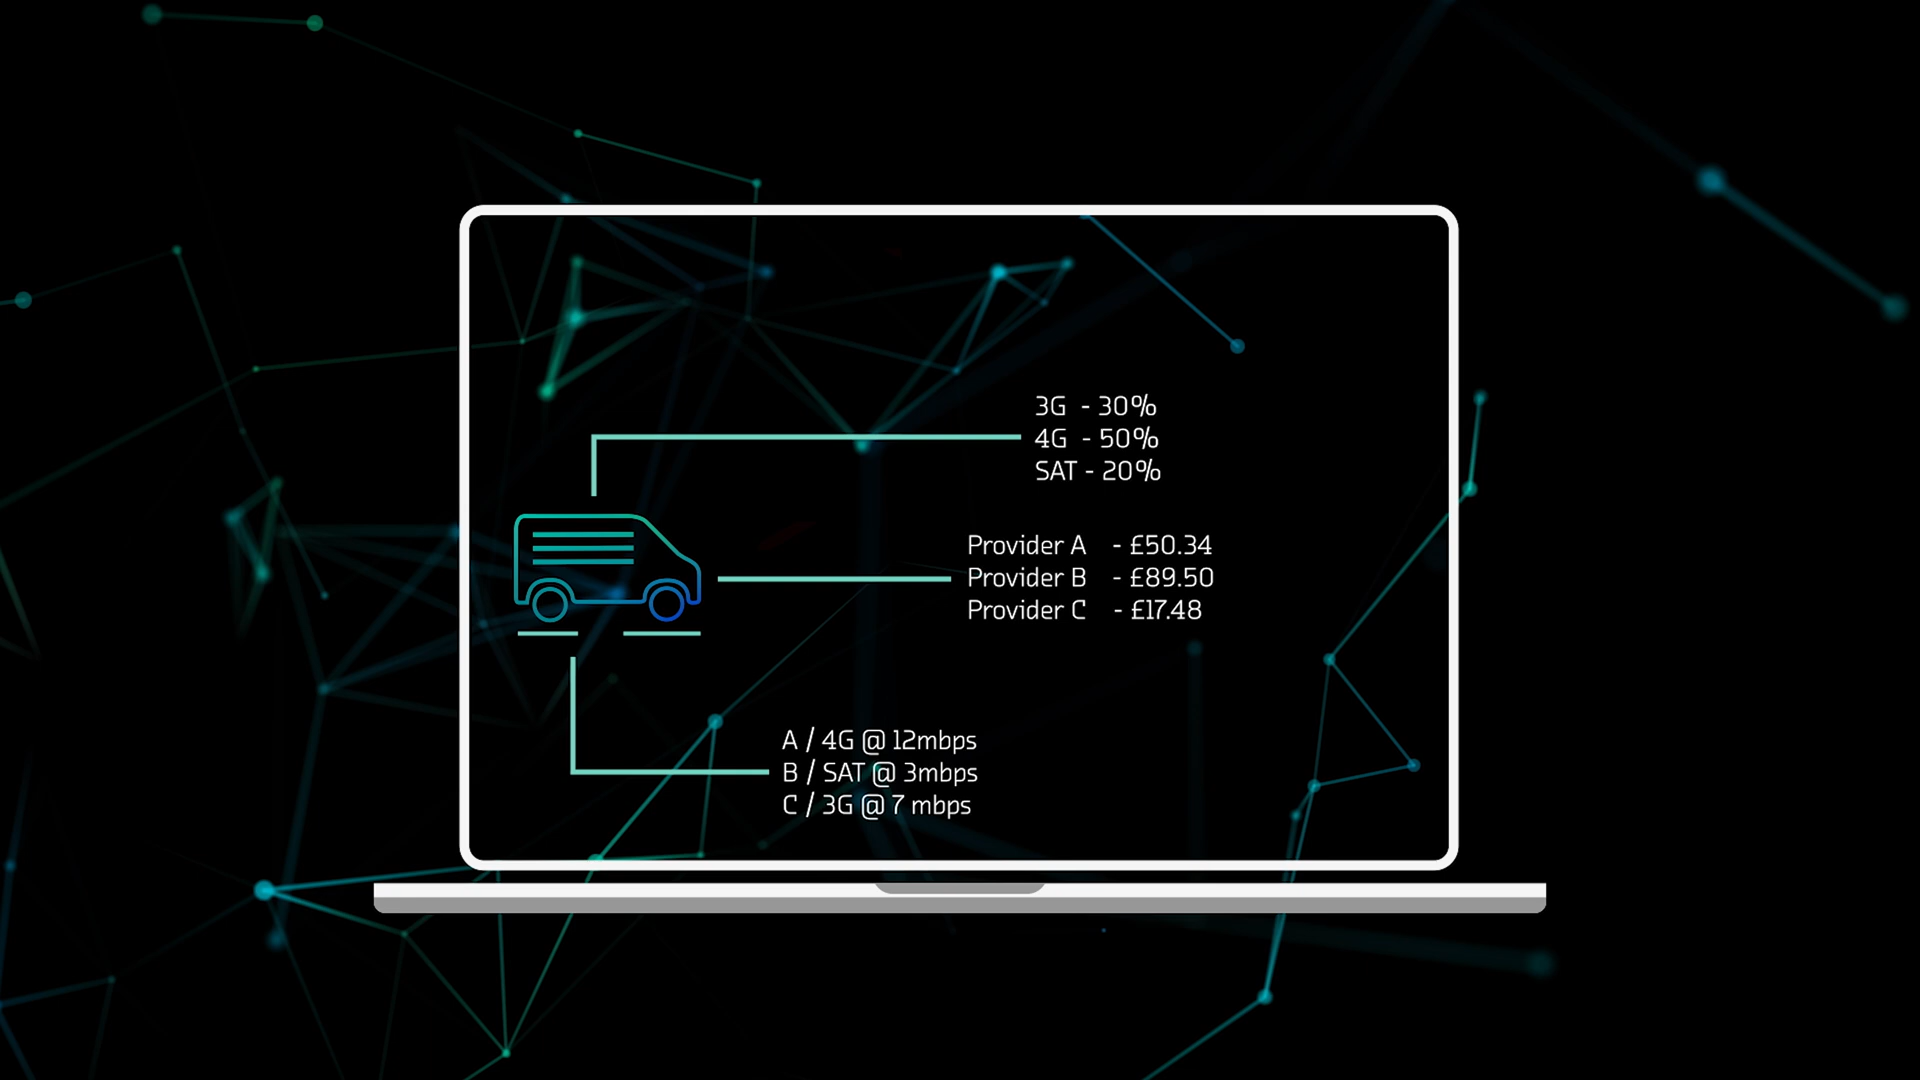 3G - 30%
4G - 50%
SAT - 20%
Provider A - £50.34
Provider B - £89.50
Provider C - £17.48
A / 4G @ 12mbps
B / SAT @ 3mbps
C / 3G @ 7 mbps